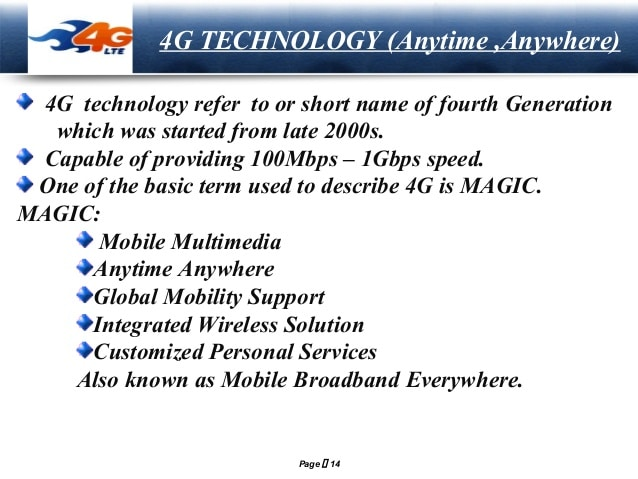 4G
LTE
4G TECHNOLOGY (Anytime ,Anywhere)
4G technology refer to or short name of fourth Generation
which was started from late 2000s.
Capable of providing 100Mbps – 1Gbps speed.
One of the basic term used to describe 4G is MAGIC.
MAGIC:
Mobile Multimedia
Anytime Anywhere
Global Mobility Support
Integrated Wireless Solution
Customized Personal Services
Also known as Mobile Broadband Everywhere.
Page ▯ 14